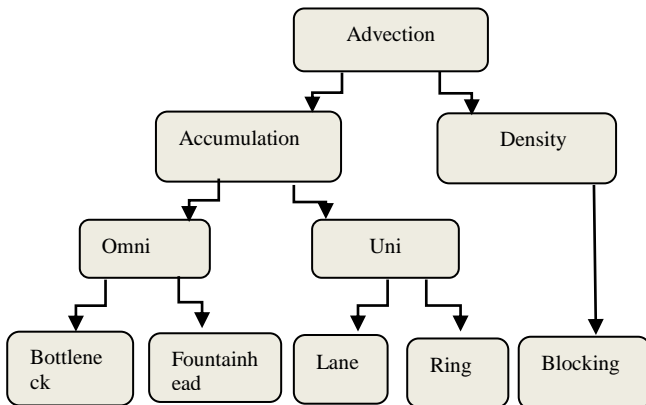 Advection
Accumulation
Density
Omni
Uni
Bottlene
ck
Fountainh
ead
Lane
Ring
Blocking